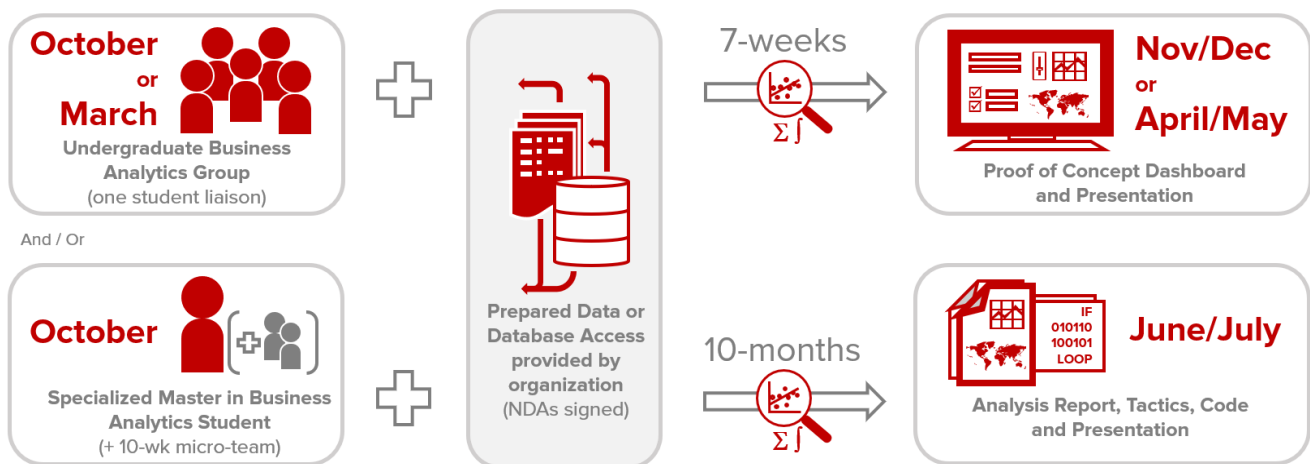 October
or
March
Undergraduate Business
Analytics Group
(one student liaison)
And / Or
October
Specialized Master in Business
Analytics Student
(+ 10-wk micro-team)
Prepared Data or
Database Access
provided by
organization
(NDAs signed)
7-weeks
Σ ∫
10-months
Σ ∫
Nov/Dec
or
April/May
Proof of Concept Dashboard
and Presentation
IF
010110
100101
LOOP
June/July
Analysis Report, Tactics, Code
and Presentation